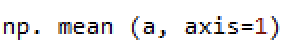 np. mean (a, axis=1)